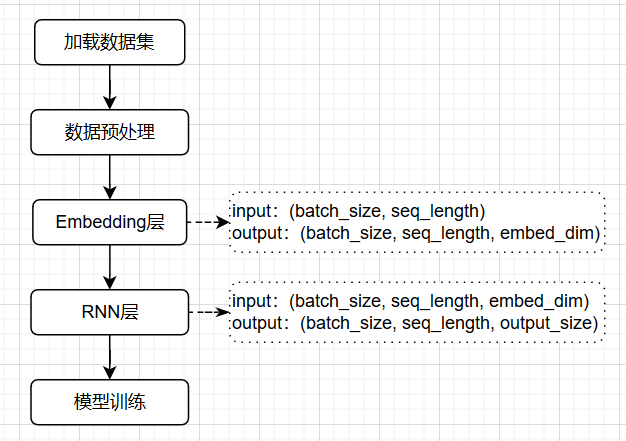 加载数据集
数据预处理
Embedding层
input：(batch_size, seq_length)
output：(batch_size, seq_length, embed_dim)
RNN层
input：(batch_size, seq_length, embed_dim)
output：(batch_size, seq_length, output_size)
模型训练